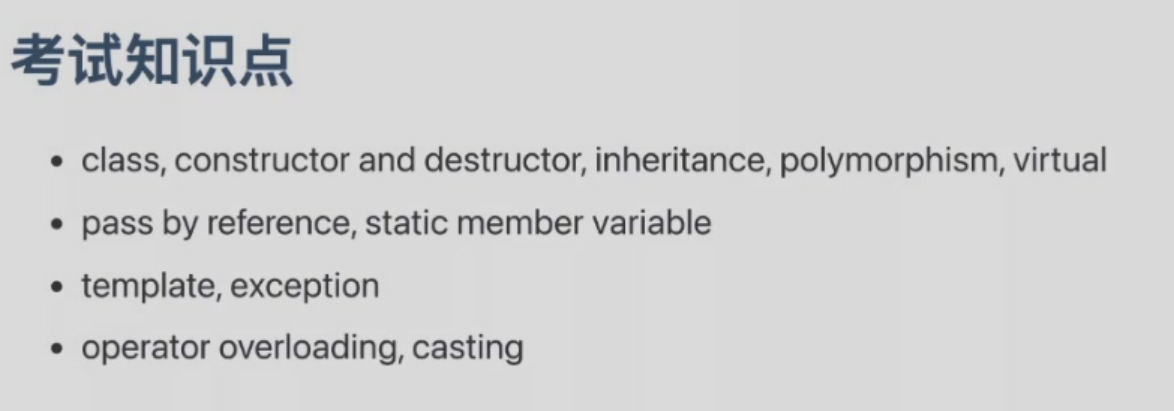 考试知识点
• class, constructor and destructor, inheritance, polymorphism, virtual
• pass by reference, static member variable
• template, exception
• operator overloading, casting